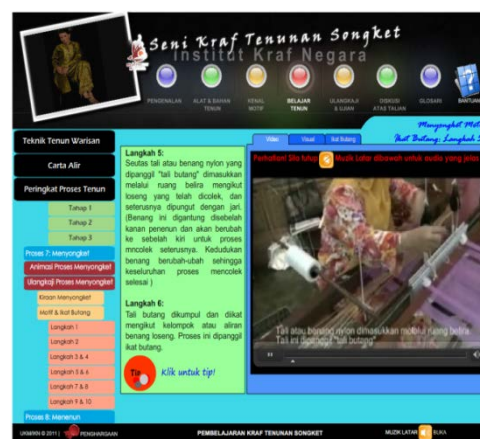 Seni Kraf Tenunan Songket
Institut Kraf Negara
PENGENALAN
ALAT & BAHAN
TENUN
KENAL
MOTIF
BELAJAR
TENUN
ULANGKAJI
& UJIAN
DISKUSI
ATAS TALIAN
GLOSARI
BANTUAN
Menyongket
Ikat Butang: Langkah 5
Teknik Tenun Warisan
Carta Alir
Peringkat Proses Tenun
Tahap 1
Tahap 2
Tahap 3
Proses 7: Menyongket
Animasi Proses Menyongket
Ulangkaji Proses Menyongket
Kiraan Menyongket
Motif & Ikat Butang
Langkah 1
Langkah 2
Langkah 3 & 4
Langkah 5 & 6
Langkah 7 & 8
Langkah 9 & 10
Proses 8: Menenun
Langkah 5:
Seutas tali atau benang nylon yang
dipanggil "tali butang" dimasukkan
melalui ruang belira mengikut
loseng yang telah dicolek, dan
seterusnya dipungut dengan jari.
(Benang ini digantung disebelah
kanan penenun dan akan berubah
ke sebelah kiri untuk proses
mncolek seterusnya. Kedudukan
benang berubah-ubah sehingga
keseluruhan proses mencolek
selesai )
Langkah 6:
Tali butang dikumpul dan diikat
mengikut kelompok atau aliran
benang loseng. Proses ini dipanggil
ikat butang.
Tip
Klik untuk tip!
Video
Visual
Ikat Butang
Perhatian! Sila tutup Muzik Latar dibawah untuk audio yang jelas
Tali atau benang nylon dimasukkan melalui ruang belira
Tali ini dipanggil "tali butang"
UKM/IKN © 2011 |
PENGHARGAAN
PEMBELAJARAN KRAF TENUNAN SONGKET
MUZIK LATAR
BUKA